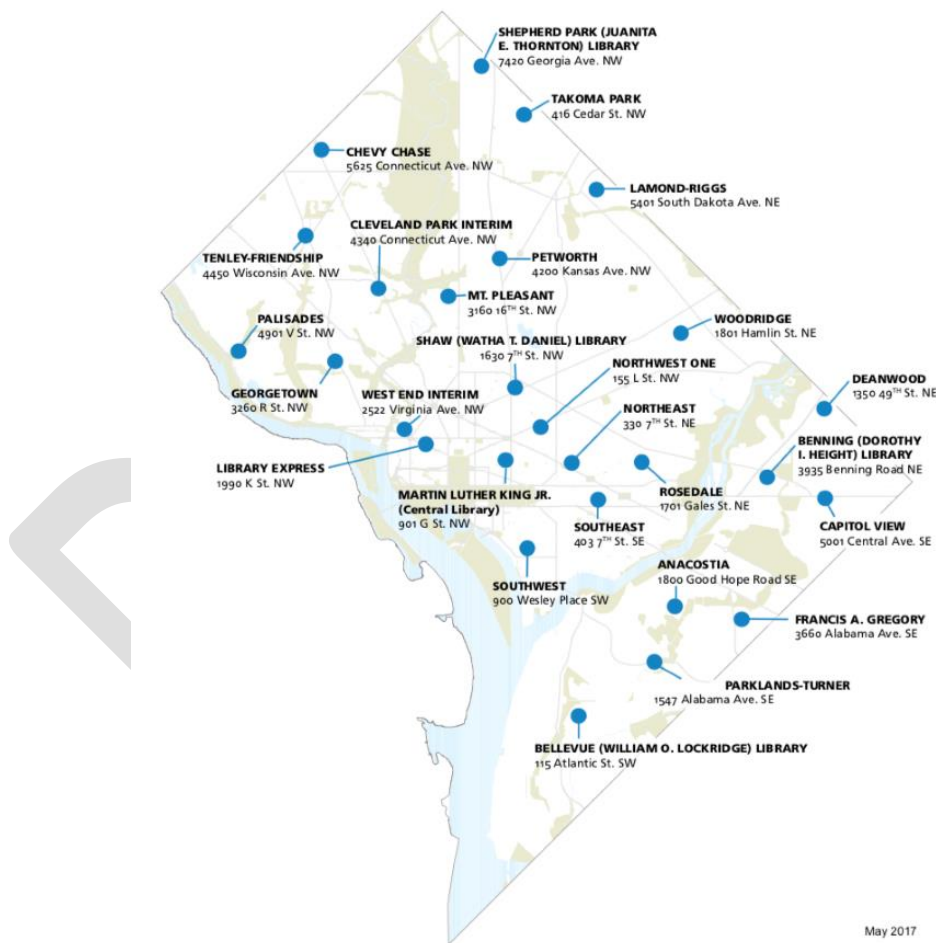 SHEPHERD PARK (JUANITA
E. THORNTON) LIBRARY
7420 Georgia Ave. NW
TAKOMA PARK
416 Cedar St. NW
CHEVY CHASE
5625 Connecticut Ave. NW
LAMOND-RIGGS
5401 South Dakota Ave. NE
CLEVELAND PARK INTERIM
4340 Connecticut Ave. NW
TENLEY-FRIENDSHIP
4450 Wisconsin Ave. NW
PETWORTH
4200 Kansas Ave. NW
MT. PLEASANT
3160 16TH St. NW
PALISADES
4901 V St. NW
WOODRIDGE
1801 Hamlin St. NE
SHAW (WATHA T. DANIEL) LIBRARY
1630 7TH St. NW
NORTHWEST ONE
155 L St. NW
DEANWOOD
1350 49TH St. NE
GEORGETOWN
3260 R St. NW
WEST END INTERIM
2522 Virginia Ave. NW
NORTHEAST
330 7TH St. NE
BENNING (DOROTHY
I. HEIGHT) LIBRARY
3935 Benning Road NE
LIBRARY EXPRESS
1990 K St. NW
MARTIN LUTHER KING JR.
(Central Library)
901 G St. NW
ROSEDALE
1701 Gales St. NE
SOUTHEAST
403 7TH St. SE
CAPITOL VIEW
5001 Central Ave. SE
ANACOSTIA
1800 Good Hope Road SE
SOUTHWEST
900 Wesley Place SW
FRANCIS A. GREGORY
3660 Alabama Ave. SE
PARKLANDS-TURNER
1547 Alabama Ave. SE
BELLEVUE (WILLIAM O. LOCKRIDGE) LIBRARY
115 Atlantic St. SW
May 2017